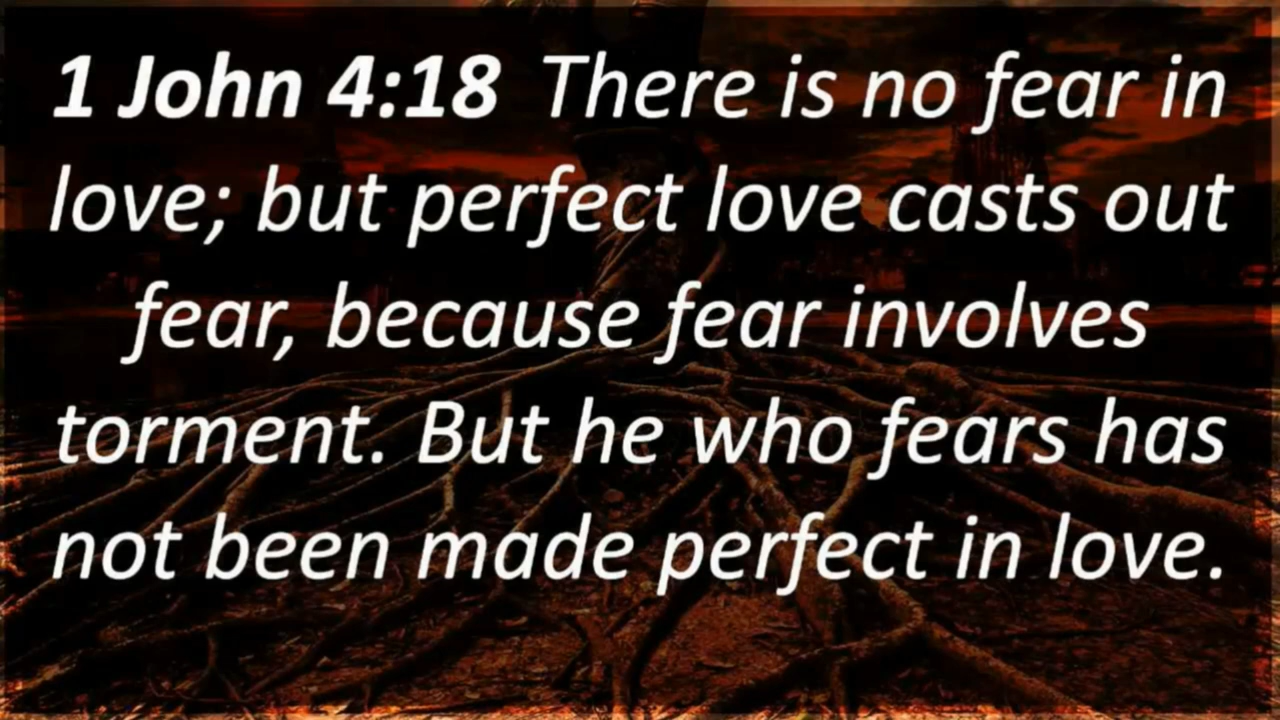 1 John 4:18 There is no fear in
love; but perfect love casts out
fear, because fear involves
torment. But he who fears has
not been made perfect in love.